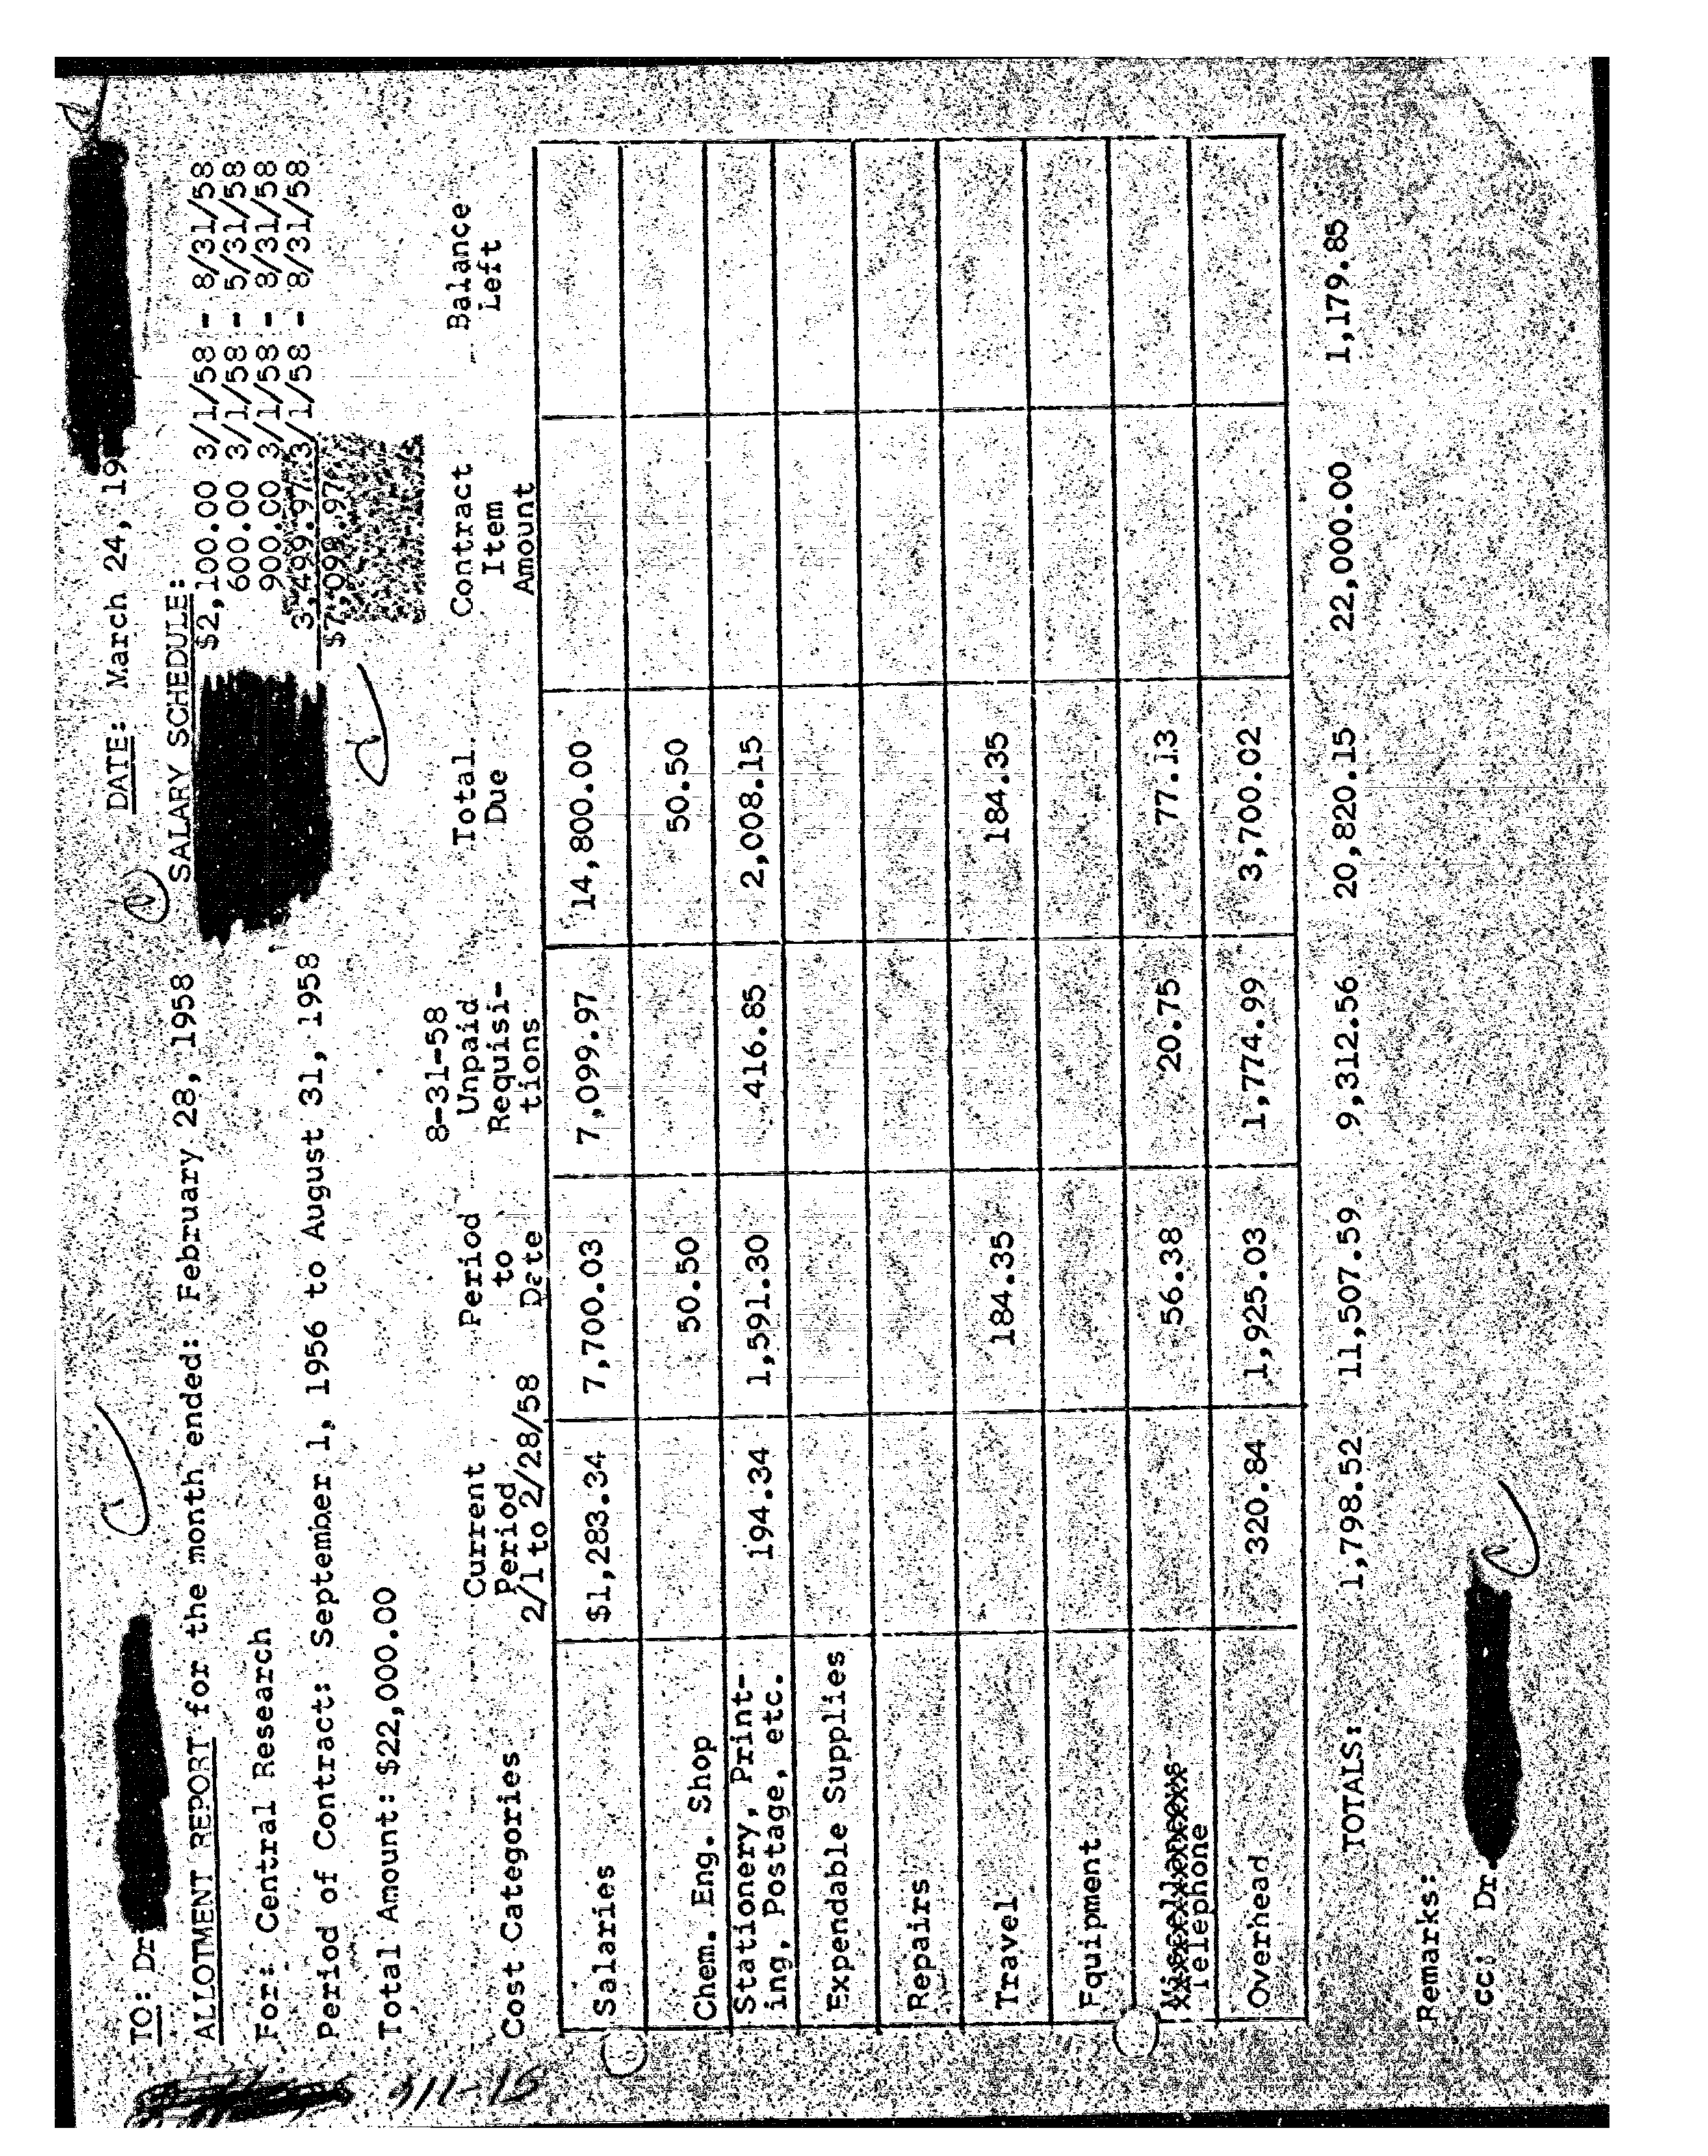 TO: Dr
DATE: March 24, 19
ALLOTMENT REPORT for the month ended: February 28, 1958
SALARY SCHEDULE:
$2,100.00 3/1/58 - 8/31/58
600.00 3/1/58 - 5/31/58
900.00 3/1/58 - 8/31/58
3,499.97 3/1/58 - 8/31/58
$7,099.97
For: Central Research
Period of Contract: September 1, 1956 to August 31, 1958
Total Amount: $22,000.00
Cost Categories Current Period 2/1 to 2/28/58 Period to Date 8-31-58 Unpaid Requisi-tions Total Due Contract Item Amount Balance Left
Salaries $1,283.34 7,700.03 7,099.97 14,800.00
Chem. Eng. Shop 50.50 50.50
Stationery, Print-
ing, Postage, etc. 194.34 1,591.30 416.85 2,008.15
Expendable Supplies
Repairs
Travel 184.35 184.35
Equipment
Miscellaneous
Telephone 56.38 20.75 77.13
Overhead 320.84 1,925.03 1,774.99 3,700.02
TOTALS: 1,798.52 11,507.59 9,312.56 20,820.15 22,000.00 1,179.85
Remarks:
cc: Dr.